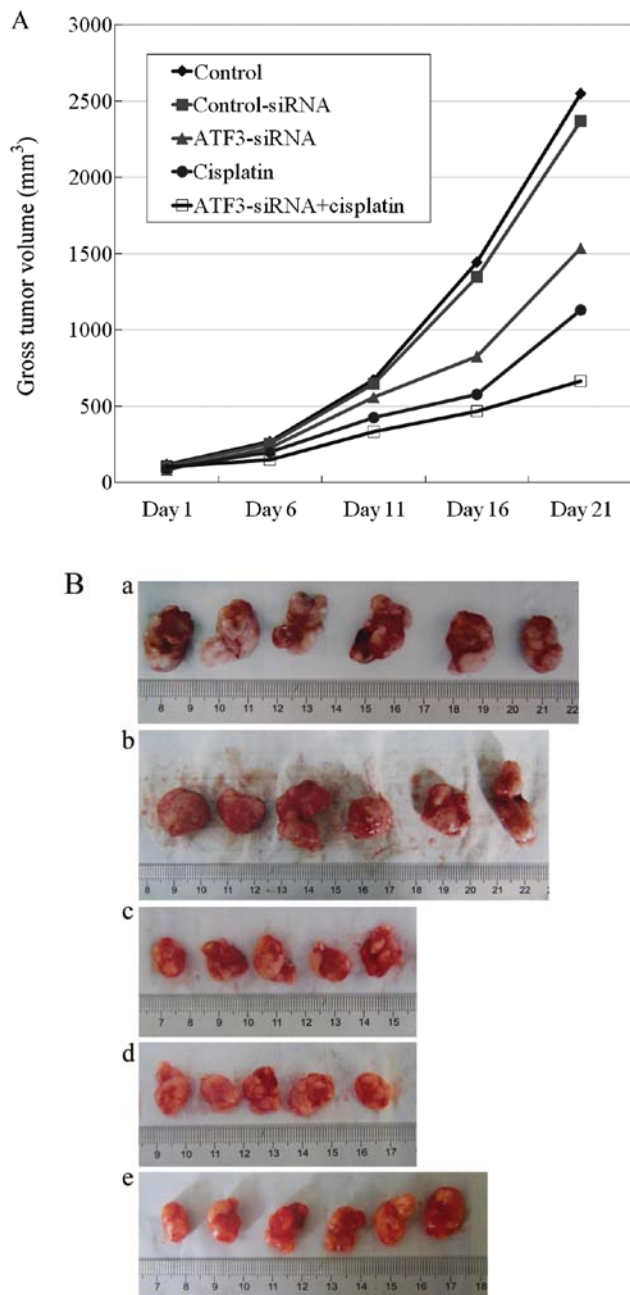 A
Gross tumor volume (mm³)
3000
2500
2000
1500
1000
500
0
Control
Control-siRNA
ATF3-siRNA
Cisplatin
ATF3-siRNA+cisplatin
Day 1 Day 6 Day 11 Day 16 Day 21
B
a
8 9 10 11 12 13 14 15 16 17 18 19 20 21 22
b
8 9 10 11 12 13 14 15 16 17 18 19 20 21 22
c
7 8 9 10 11 12 13 14 15
d
9 10 11 12 13 14 15 16 17
e
7 8 9 10 11 12 13 14 15 16 17 18